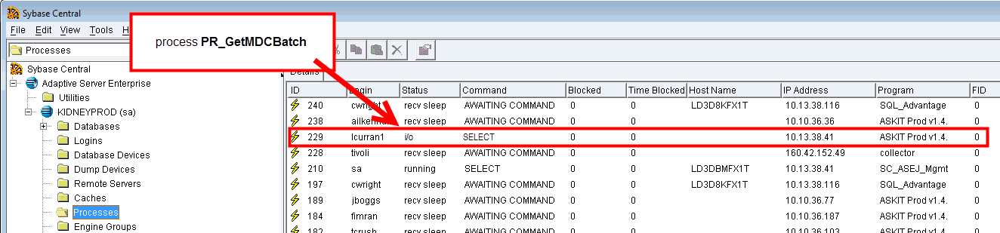 Sybase Central
File Edit View Tools H
process PR_GetMDCBatch
Processes
Sybase Central
Adaptive Server Enterprise
Utilities
KIDNEYPROD (sa)
Databases
Logins
Database Devices
Dump Devices
Remote Servers
Caches
Processes
Engine Groups
Details
ID Login Status Command Blocked Time Blocked Host Name IP Address Program FID
240 cwright recv sleep AWAITING COMMAND 0 0 LD3D8KFX1T 10.13.38.116 SQL_Advantage 0
238 recv sleep AWAITING COMMAND 0 0 10.10.36.36 ASKIT Prod v1.4. 0
229 lcurran1 i/o SELECT 0 0 10.13.38.41 ASKIT Prod v1.4. 0
228 tivoli recv sleep AWAITING COMMAND 0 0 160.42.152.49 collector 0
210 sa running SELECT 0 0 LD3DBMFX1T 10.13.38.41 SC_ASEJ_Mgmt 0
197 cwright recv sleep AWAITING COMMAND 0 0 LD3D8KFX1T 10.13.38.116 SQL_Advantage 0
189 jboggs recv sleep AWAITING COMMAND 0 0 10.10.36.77 ASKIT Prod v1.4. 0
184 fimran recv sleep AWAITING COMMAND 0 0 10.10.36.187 ASKIT Prod v1.4. 0
182 tcrush recv sleep AWAITING COMMAND 0 0 10.10.36.103 ASKIT Prod v1.4. 0